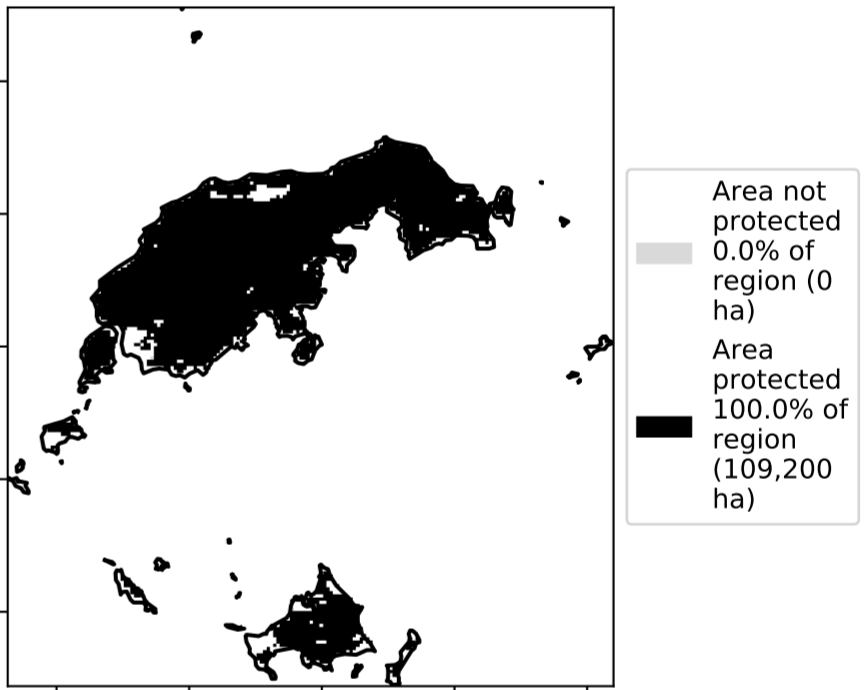 Area not
protected
0.0% of
region (0
ha)
Area
protected
100.0% of
region
(109,200
ha)